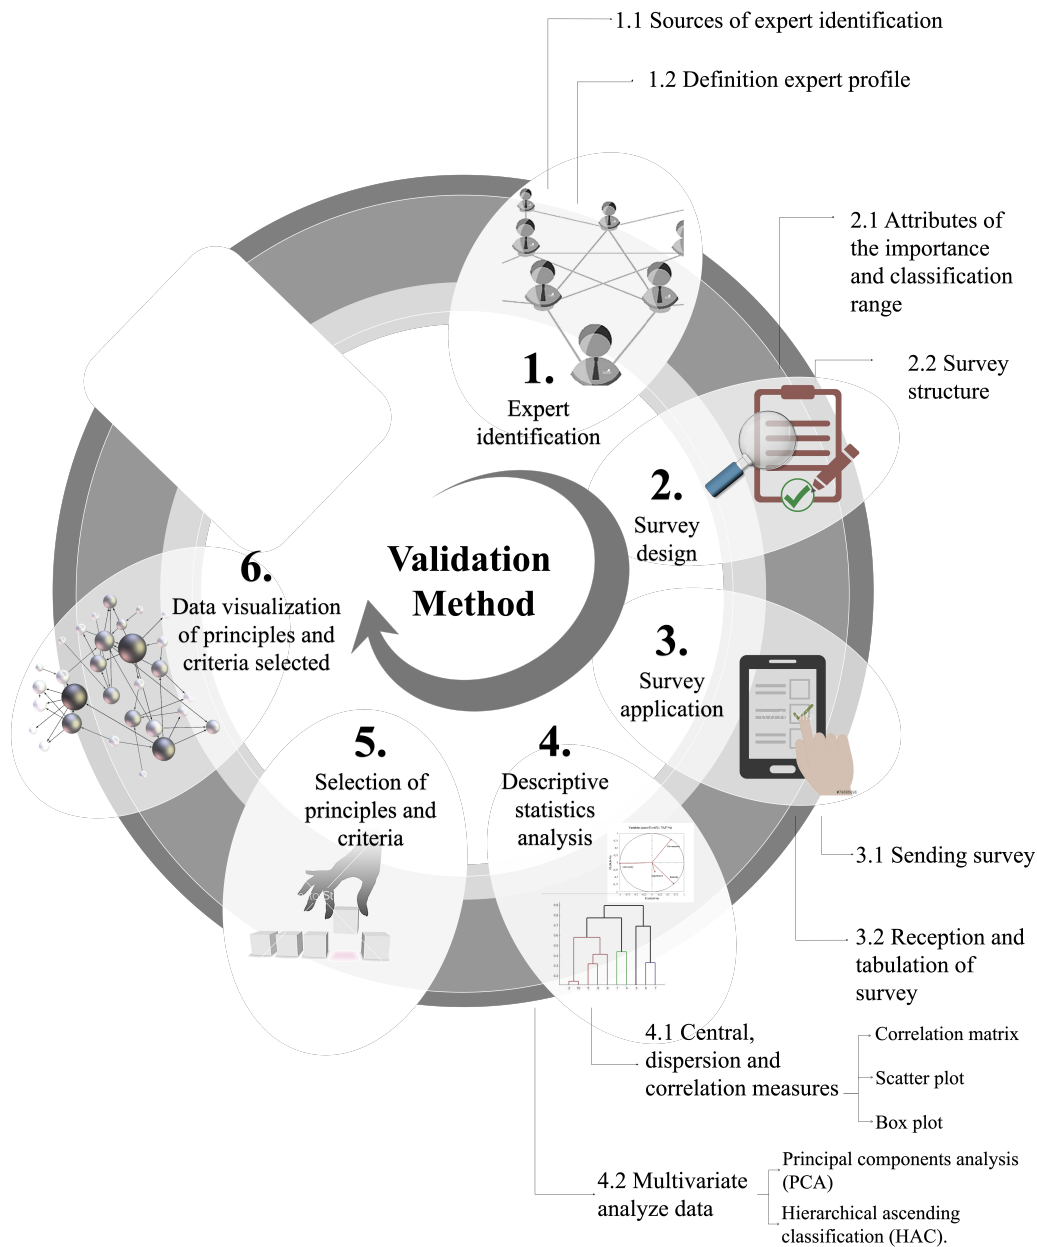 1.1 Sources of expert identification
1.2 Definition expert profile
2.1 Attributes of
the importance
and classification
range
2.2 Survey
structure
1.
Expert
identification
2.
Survey
design
Validation
Method
3.
Survey
application
3.1 Sending survey
3.2 Reception and
tabulation of
survey
4.
Descriptive
statistics
analysis
4.1 Central,
dispersion and
correlation measures
Correlation matrix
Scatter plot
Box plot
4.2 Multivariate
analyze data
Principal components analysis
(PCA)
Hierarchical ascending
classification (HAC).
5.
Selection of
principles and
criteria
6.
Data visualization
of principles and
criteria selected